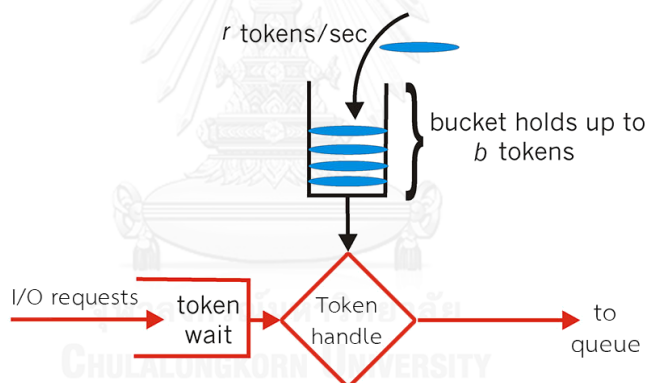 r tokens/sec
bucket holds up to
b tokens
I/O requests
token
wait
Token
handle
to
queue
CHULALONGKORN UNIVERSITY